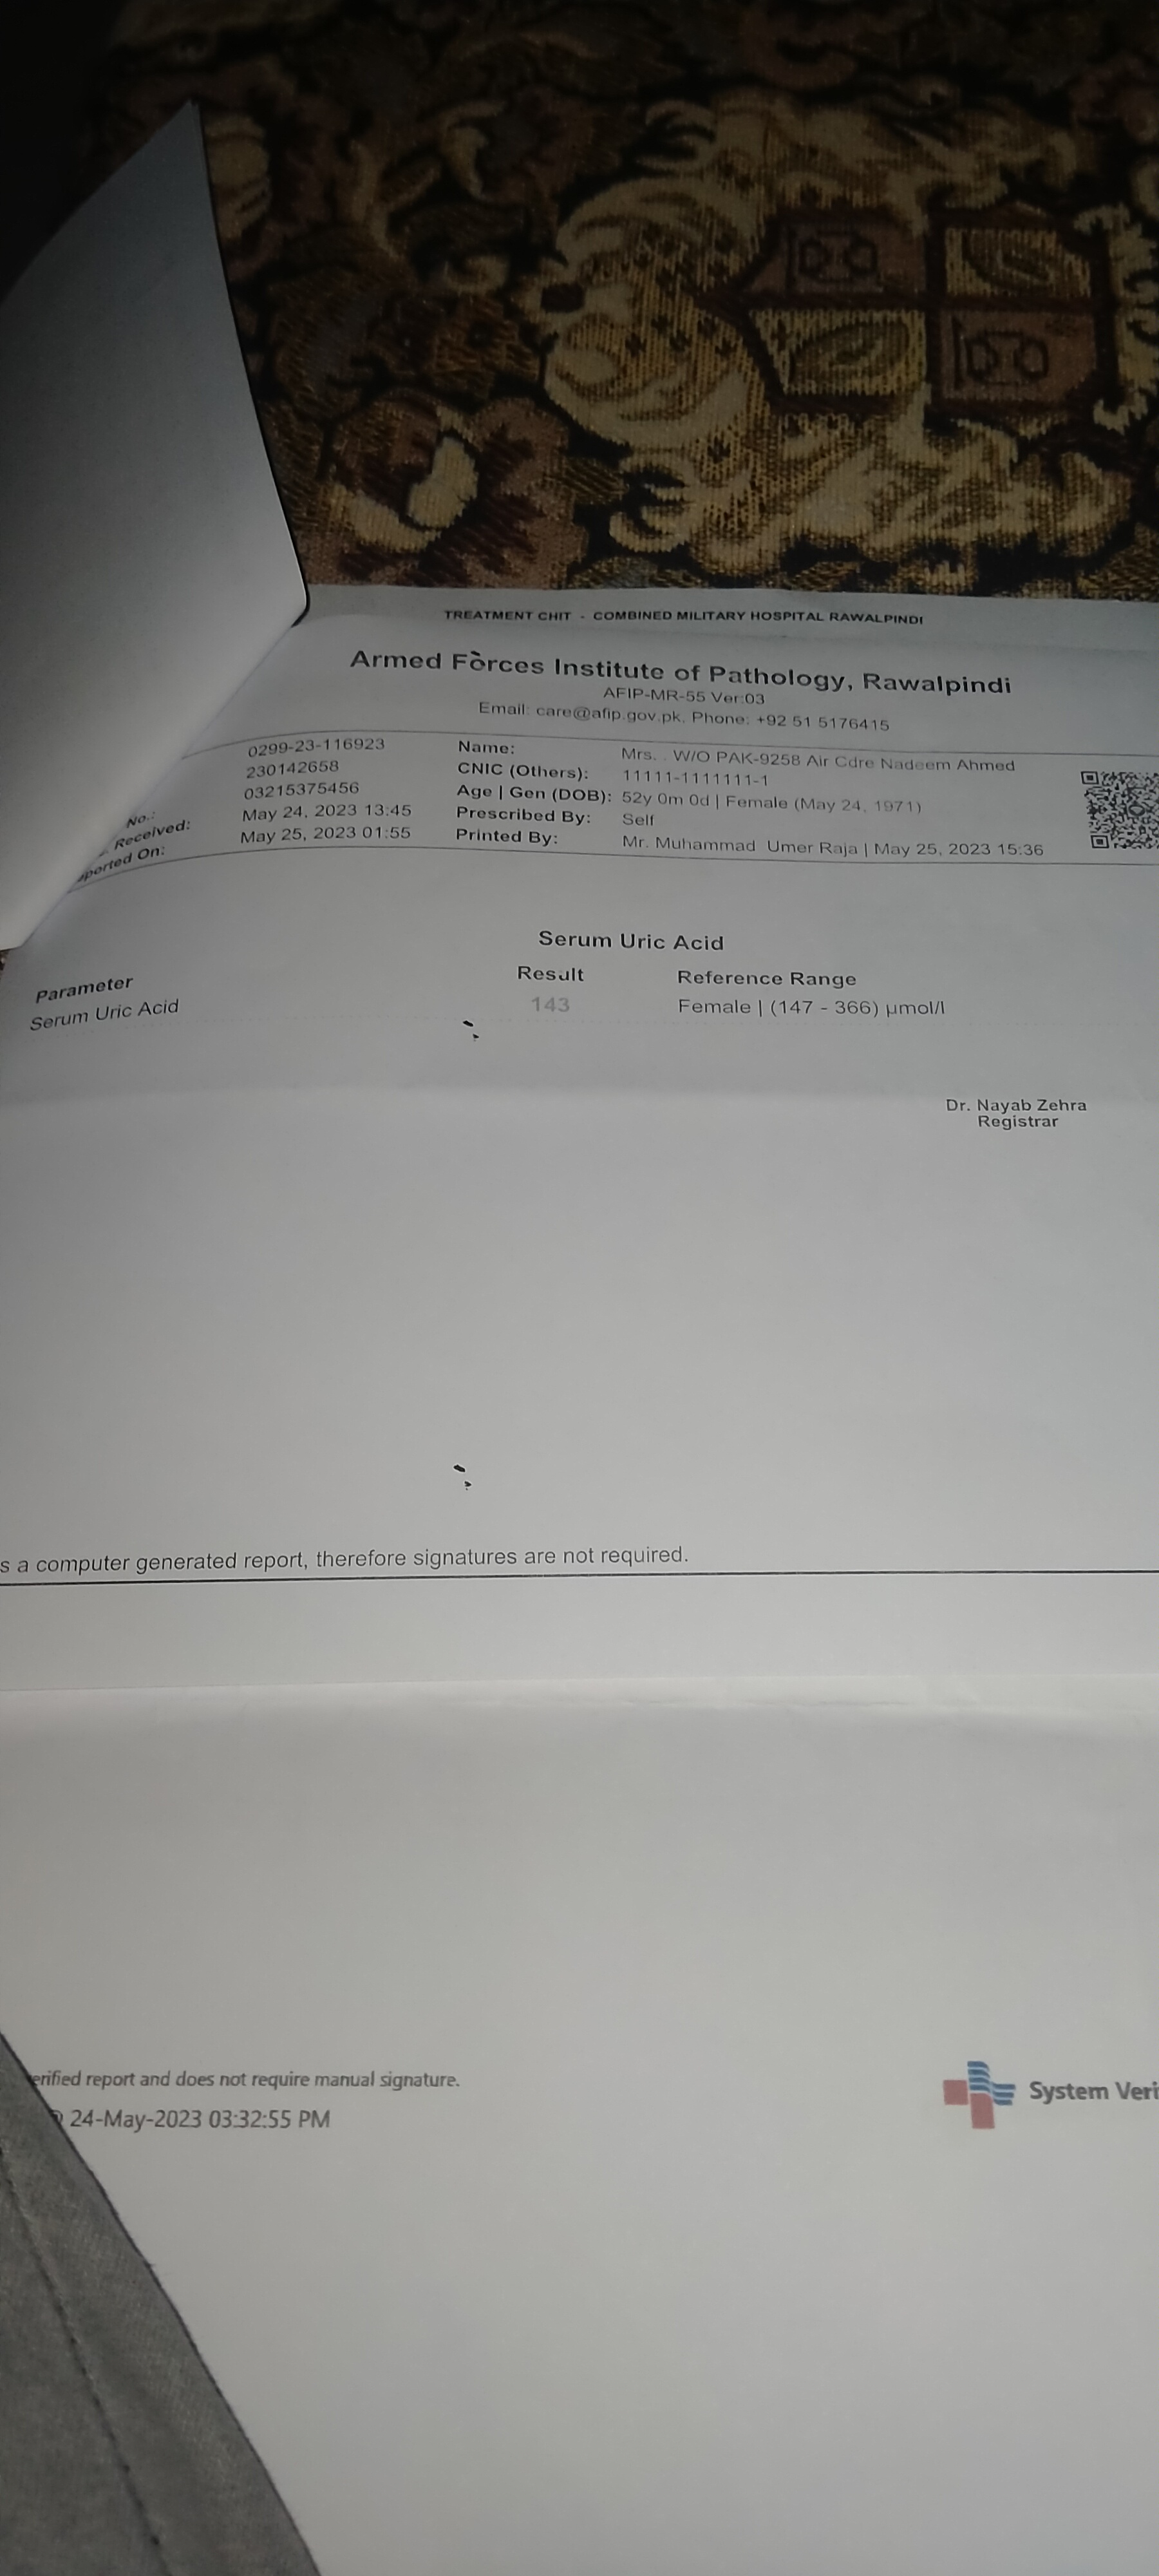 TREATMENT CHIT - COMBINED MILITARY HOSPITAL RAWALPINDI
Armed Forces Institute of Pathology, Rawalpindi
AFIP-MR-55 Ver:03
Email: care@afip.gov.pk, Phone: +92 51 5176415
0299-23-116923 Name: Mrs. . W/O PAK-9258 Air Cdre Nadeem Ahmed
230142658 CNIC (Others): 11111-1111111-1
No.: 03215375456 Age | Gen (DOB): 52y 0m 0d | Female (May 24, 1971)
Received: May 24, 2023 13:45 Prescribed By: Self
ported On: May 25, 2023 01:55 Printed By: Mr. Muhammad Umer Raja | May 25, 2023 15:36
Serum Uric Acid
Parameter Result Reference Range
Serum Uric Acid 143 Female | (147 - 366) µmol/l
Dr. Nayab Zehra
Registrar
s a computer generated report, therefore signatures are not required.
erified report and does not require manual signature.
24-May-2023 03:32:55 PM
System Veri